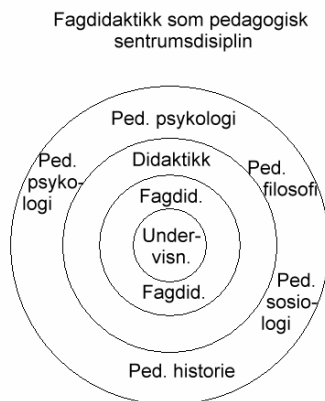 Fagdidaktikk som pedagogisk
sentrumsdisiplin
Ped. psykologi
Ped.
psyko-
logi
Didaktikk
Ped.
filosofi
Fagdid.
Under-
visn.
Fagdid.
Ped.
sosio-
logi
Ped. historie